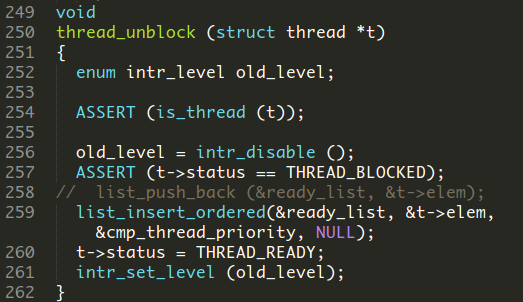 249 void
250 thread_unblock (struct thread *t)
251 {
252   enum intr_level old_level;
253
254   ASSERT (is_thread (t));
255
256   old_level = intr_disable ();
257   ASSERT (t->status == THREAD_BLOCKED);
258 //  list_push_back (&ready_list, &t->elem);
259   list_insert_ordered(&ready_list, &t->elem,
      &cmp_thread_priority, NULL);
260   t->status = THREAD_READY;
261   intr_set_level (old_level);
262 }